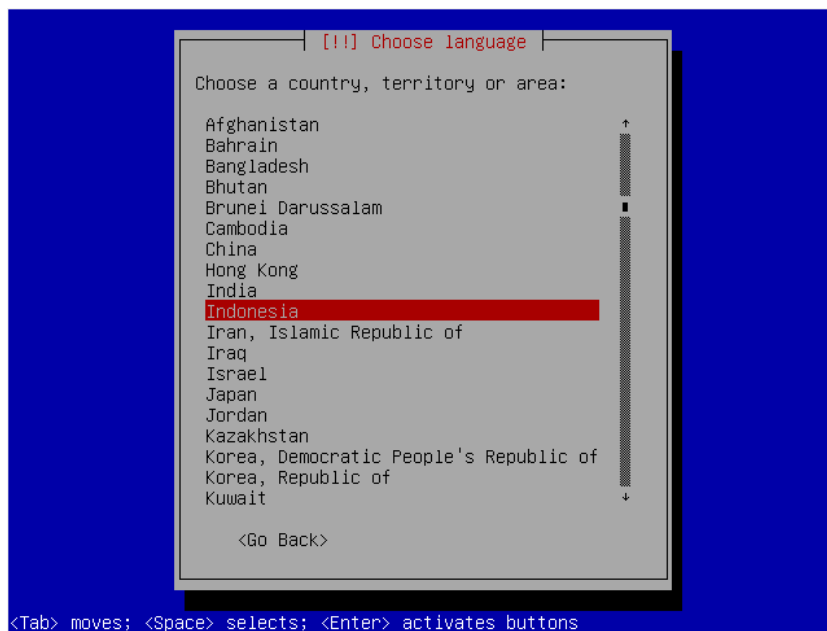 [!!] Choose language
Choose a country, territory or area:
Afghanistan
Bahrain
Bangladesh
Bhutan
Brunei Darussalam
Cambodia
China
Hong Kong
India
Indonesia
Iran, Islamic Republic of
Iraq
Israel
Japan
Jordan
Kazakhstan
Korea, Democratic People's Republic of
Korea, Republic of
Kuwait
<Go Back>
<Tab> moves; <Space> selects; <Enter> activates buttons